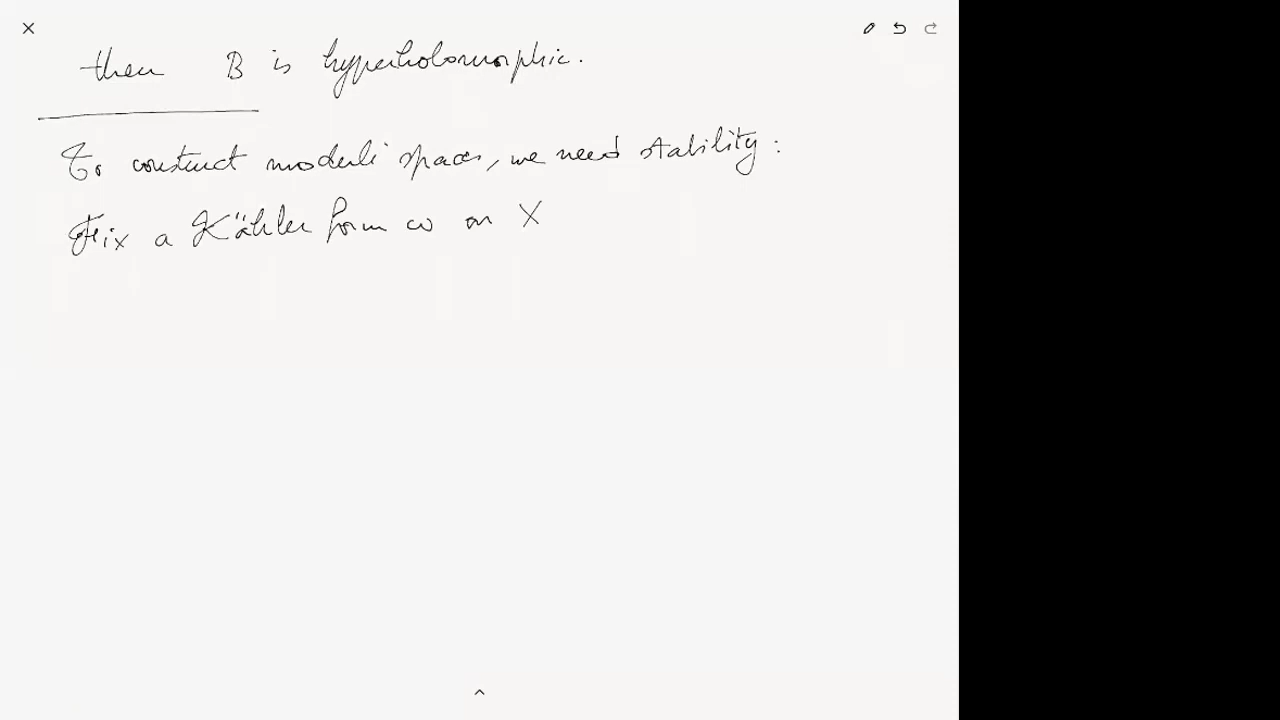 then B is hyperholomorphic.
To construct moduli spaces, we need stability:
Fix a Kähler form ω on X